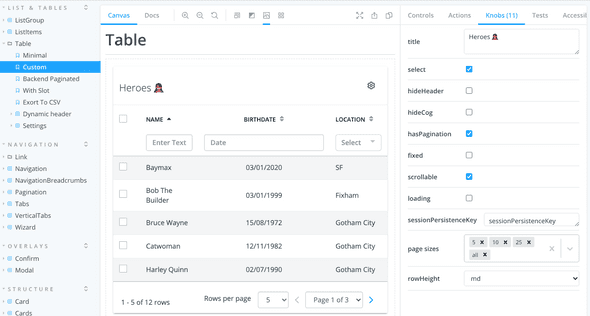 LIST & TABLES
ListGroup
ListItems
Table
Minimal
Custom
Backend Paginated
With Slot
Exort To CSV
Dynamic header
Settings
NAVIGATION
Link
Navigation
NavigationBreadcrumbs
Pagination
Tabs
VerticalTabs
Wizard
OVERLAYS
Confirm
Modal
STRUCTURE
Card
Cards
Canvas Docs
Table
Heroes
NAME BIRTHDATE LOCATION
Enter Text Date Select
Baymax 03/01/2020 SF
Bob The
Builder 03/01/1999 Fixham
Bruce Wayne 15/08/1972 Gotham City
Catwoman 12/11/1982 Gotham City
Harley Quinn 02/07/1990 Gotham City
1 - 5 of 12 rows Rows per page 5 Page 1 of 3
Controls Actions Knobs (11) Tests Accessil
title Heroes
select
hideHeader
hideCog
hasPagination
fixed
scrollable
loading
sessionPersistenceKey sessionPersistenceKey
page sizes 5 10 25
all
rowHeight md